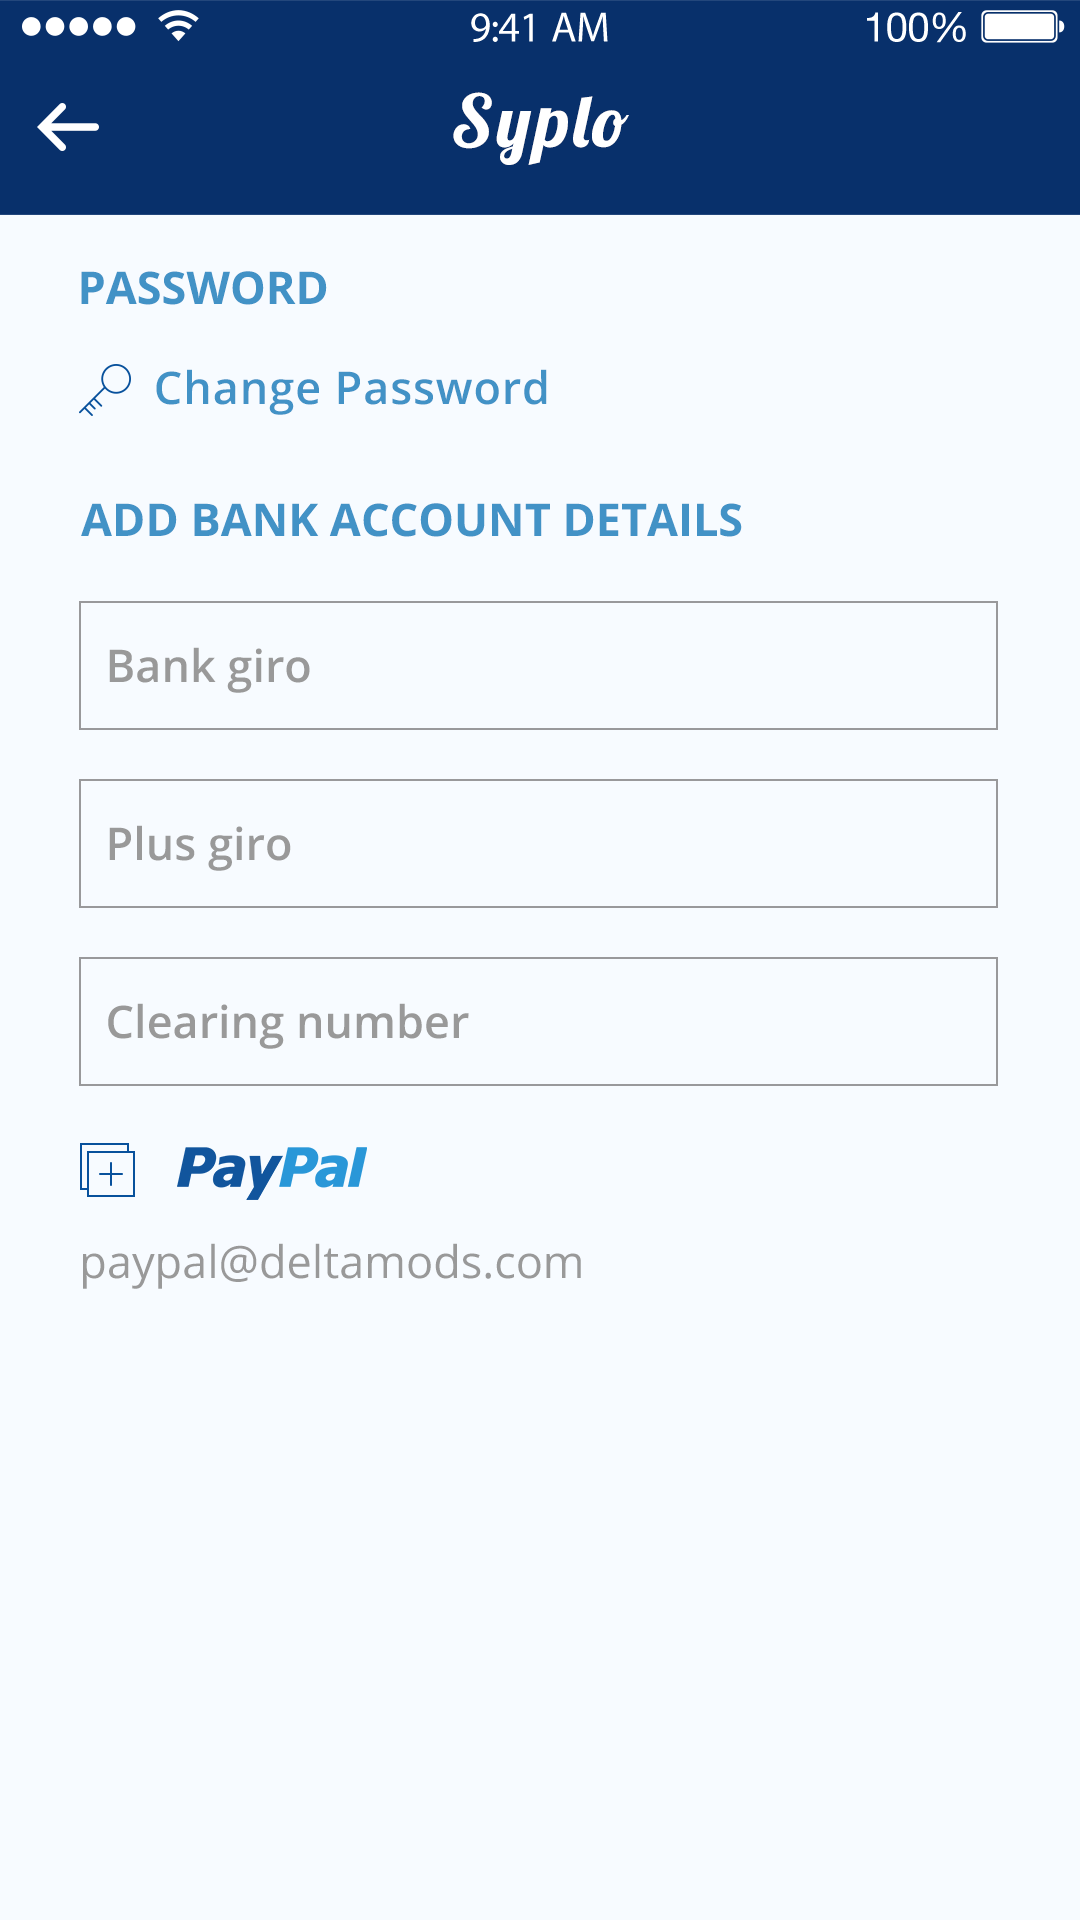 9:41 AM 100%
Syplo
PASSWORD
Change Password
ADD BANK ACCOUNT DETAILS
Bank giro
Plus giro
Clearing number
PayPal
paypal@deltamods.com